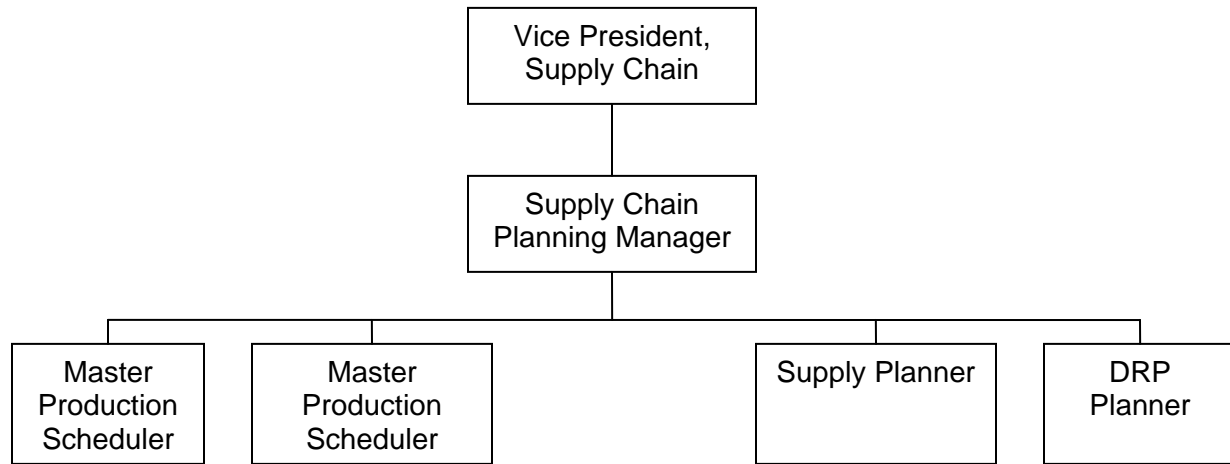 Vice President,
Supply Chain
Supply Chain
Planning Manager
Master
Production
Scheduler
Master
Production
Scheduler
Supply Planner
DRP
Planner